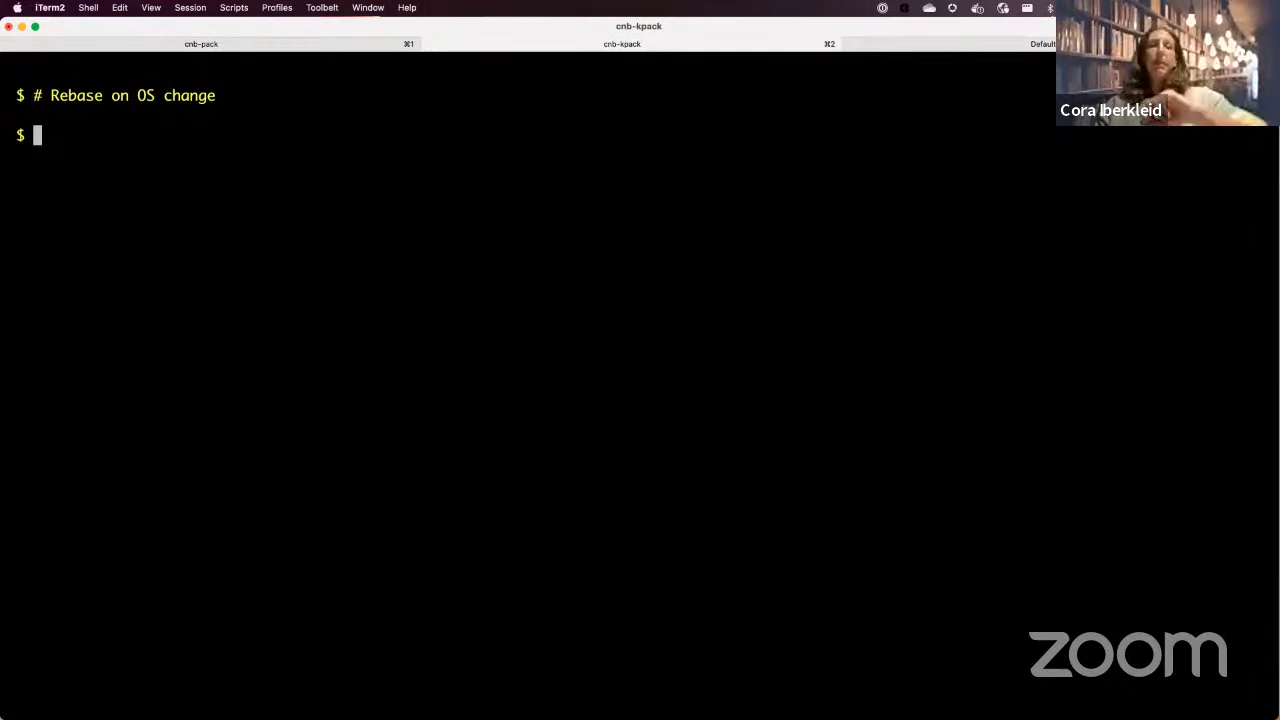 iTerm2 Shell Edit View Session Scripts Profiles Toolbelt Window Help
cnb-kpack
cnb-pack ⌘1 cnb-kpack ⌘2 Default
Cora Iberkleid
$ # Rebase on OS change
$
zoom